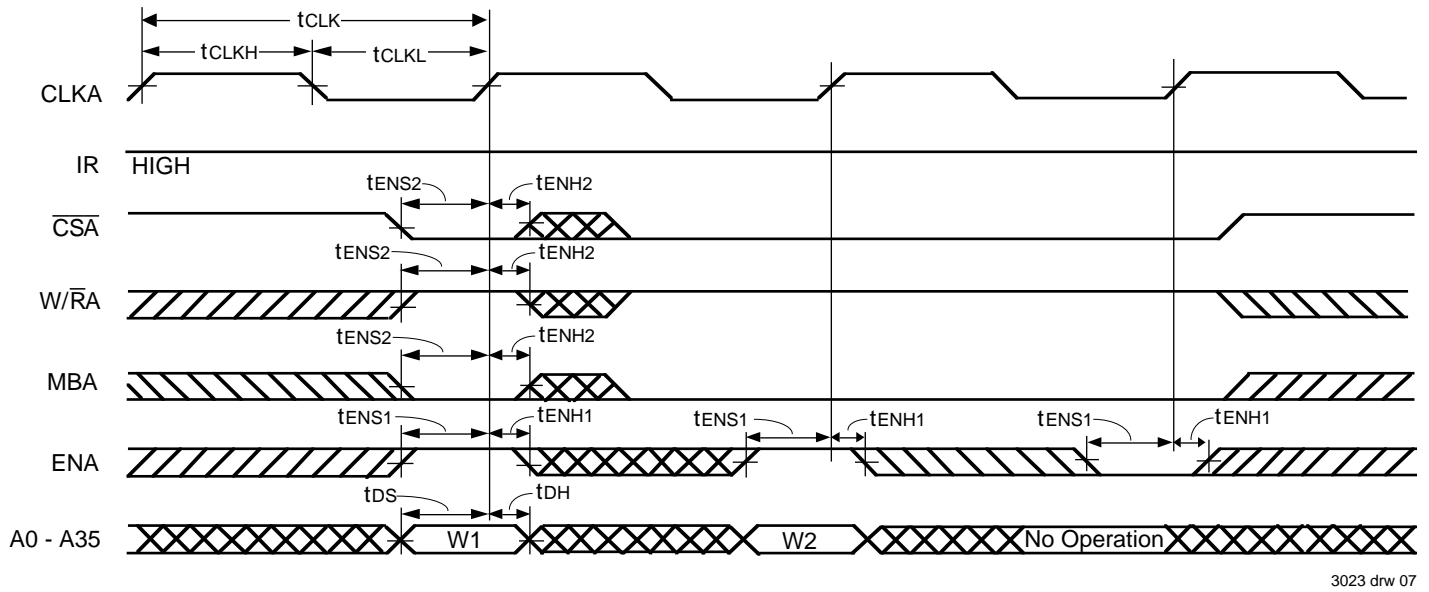 tCLK
tCLKH tCLKL
CLKA
IR HIGH
tENS2 tENH2
CSA
tENS2 tENH2
W/RA
tENS2 tENH2
MBA
tENS1 tENH1 tENS1 tENH1 tENS1 tENH1
ENA
tDS tDH
A0 - A35 W1 W2 No Operation
3023 drw 07